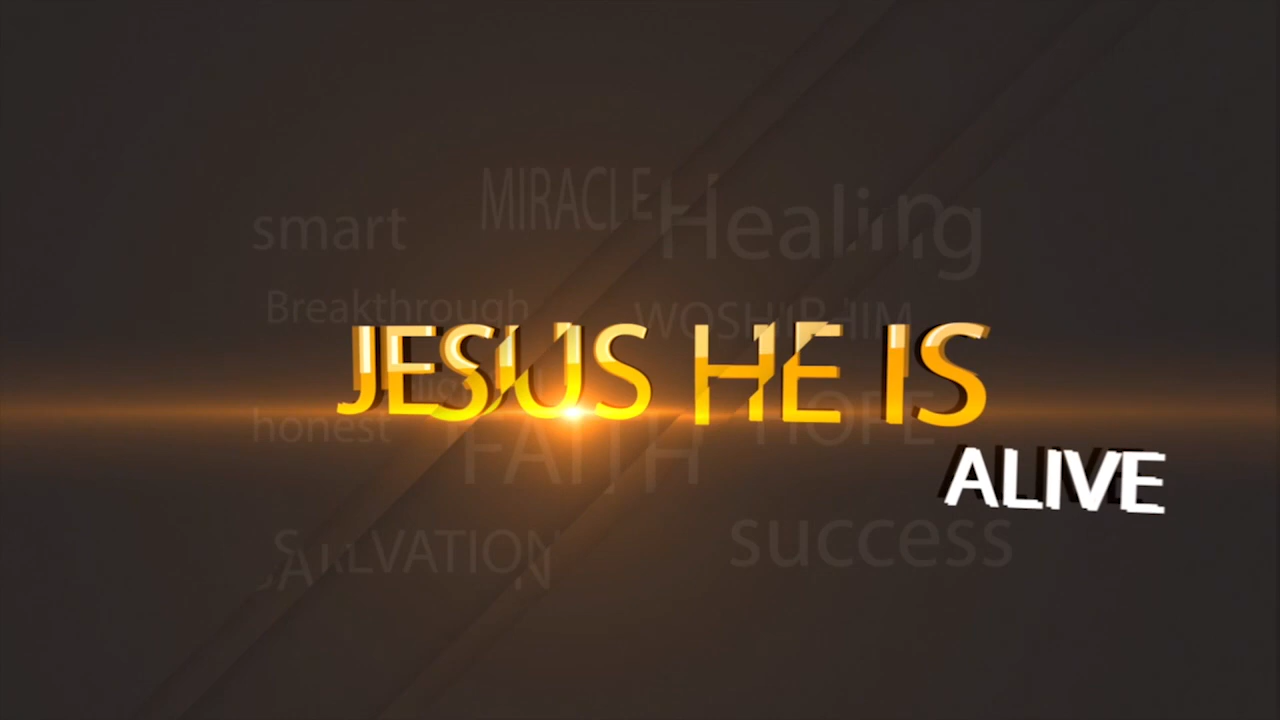 MIRACLE
smart
Healing
Breakthrough
WOSHIP HIM
JESUS HE IS
honest
HOPE
FAITH
ALIVE
SALVATION
success